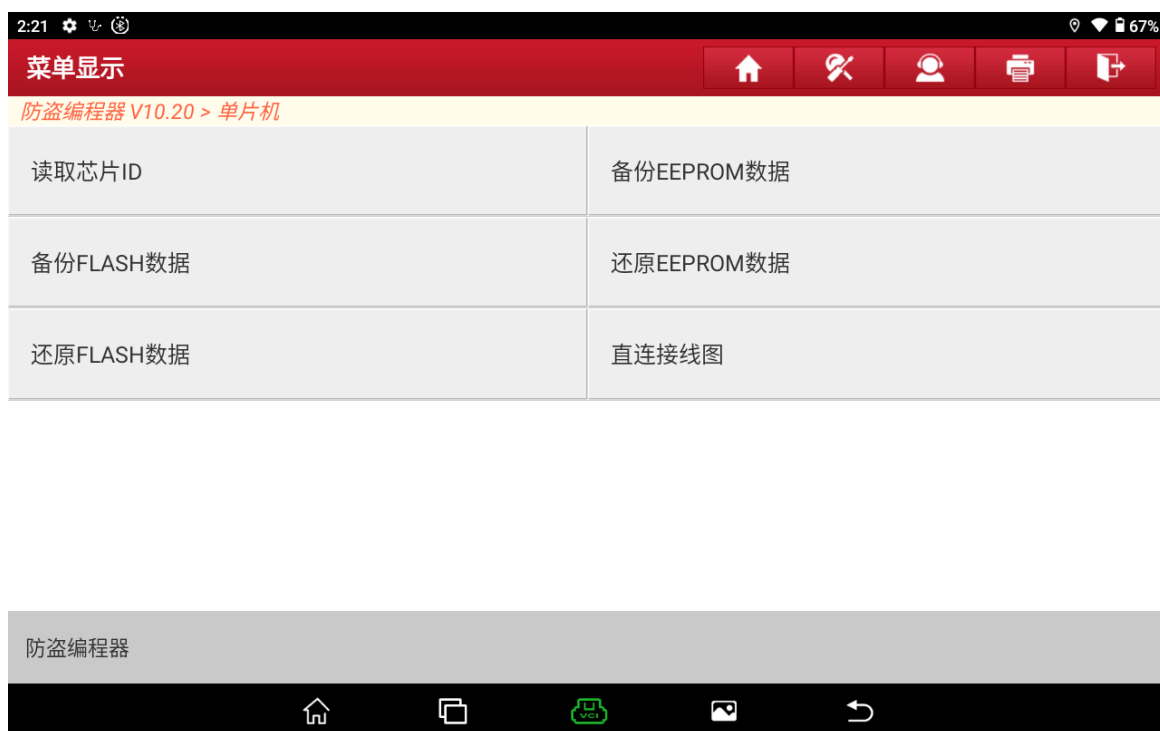 2:21
67%
菜单显示
防盗编程器 V10.20 > 单片机
读取芯片ID
备份EEPROM数据
备份FLASH数据
还原EEPROM数据
还原FLASH数据
直连接线图
防盗编程器
VCI